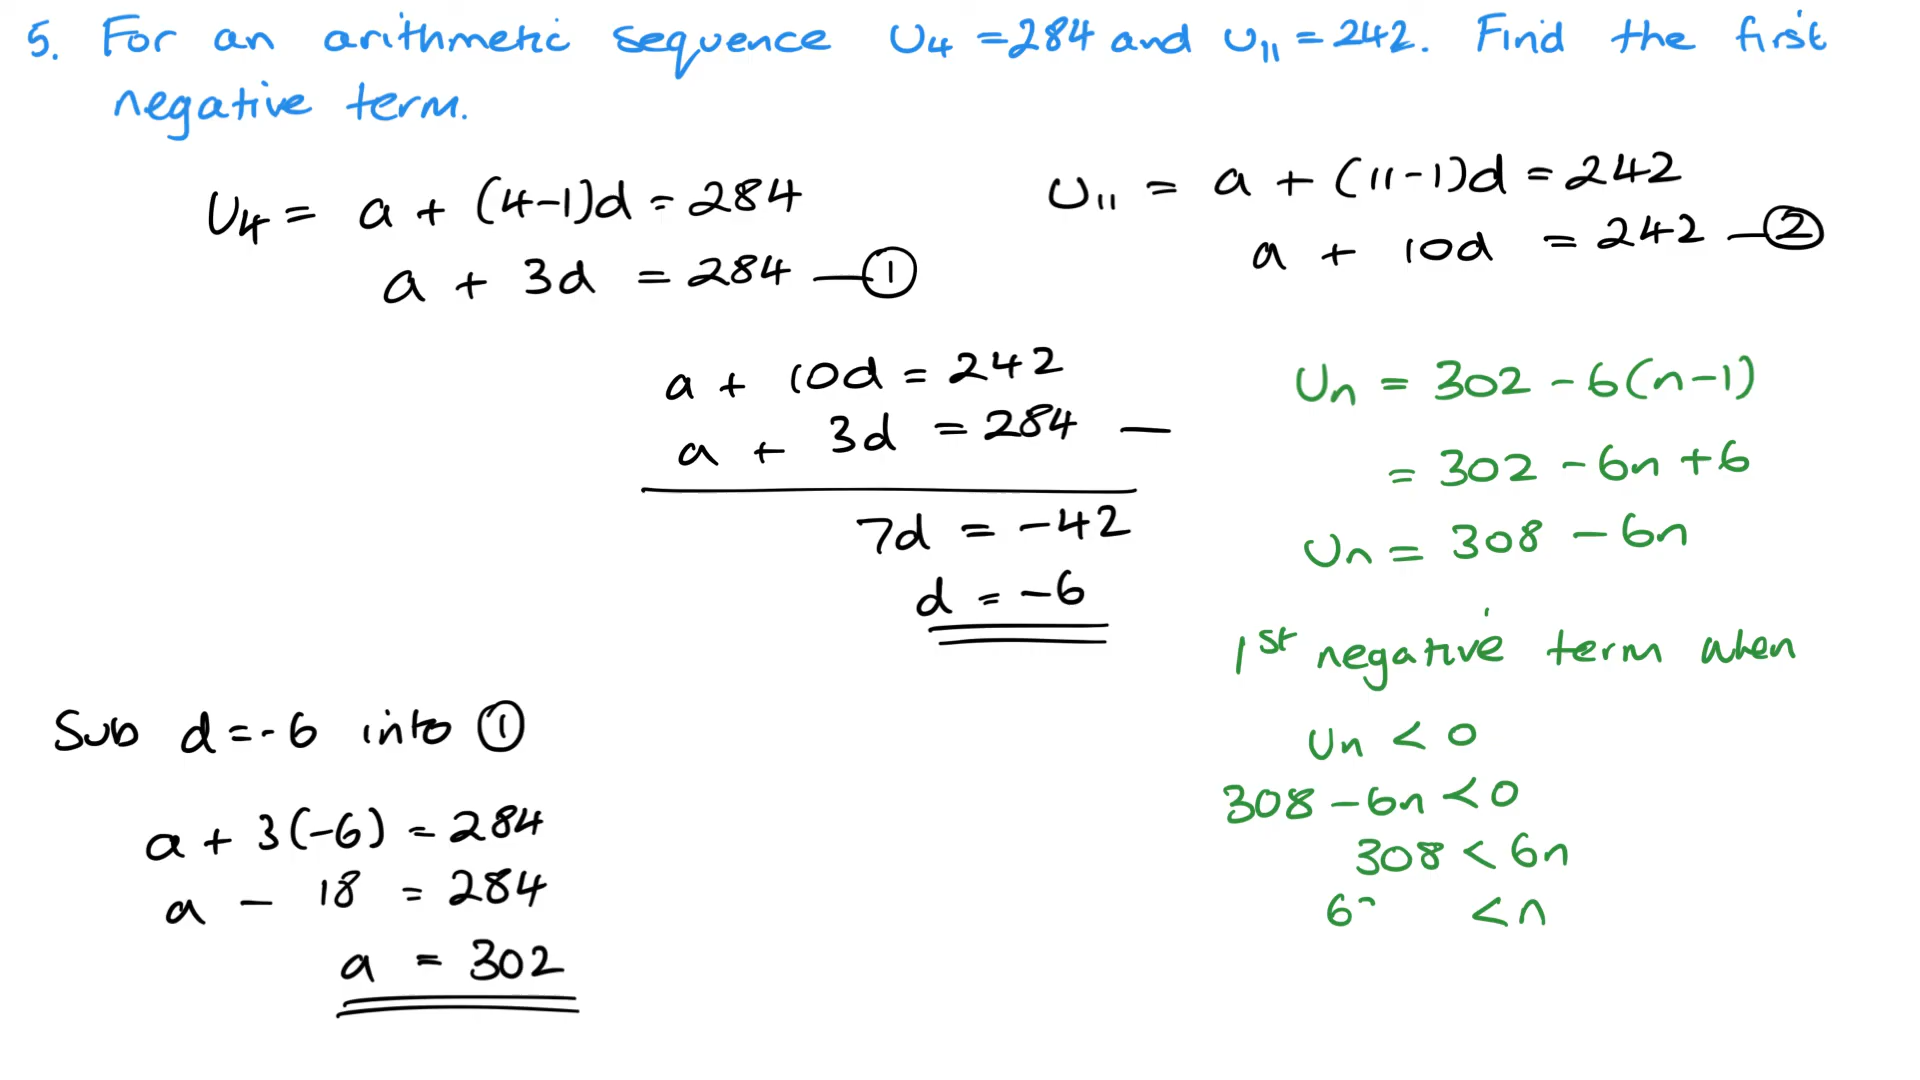 5. For an arithmetic sequence U₄ = 284 and U₁₁ = 242. Find the first
negative term.
U₄ = a + (4-1)d = 284
a + 3d = 284 — ①
U₁₁ = a + (11-1)d = 242
a + 10d = 242 — ②
a + 10d = 242
a + 3d = 284 —
7d = -42
d = -6
Sub d = -6 into ①
a + 3(-6) = 284
a - 18 = 284
a = 302
Un = 302 - 6(n-1)
= 302 - 6n + 6
Un = 308 - 6n
1st negative term when
Un < 0
308 - 6n < 0
308 < 6n
6 < n